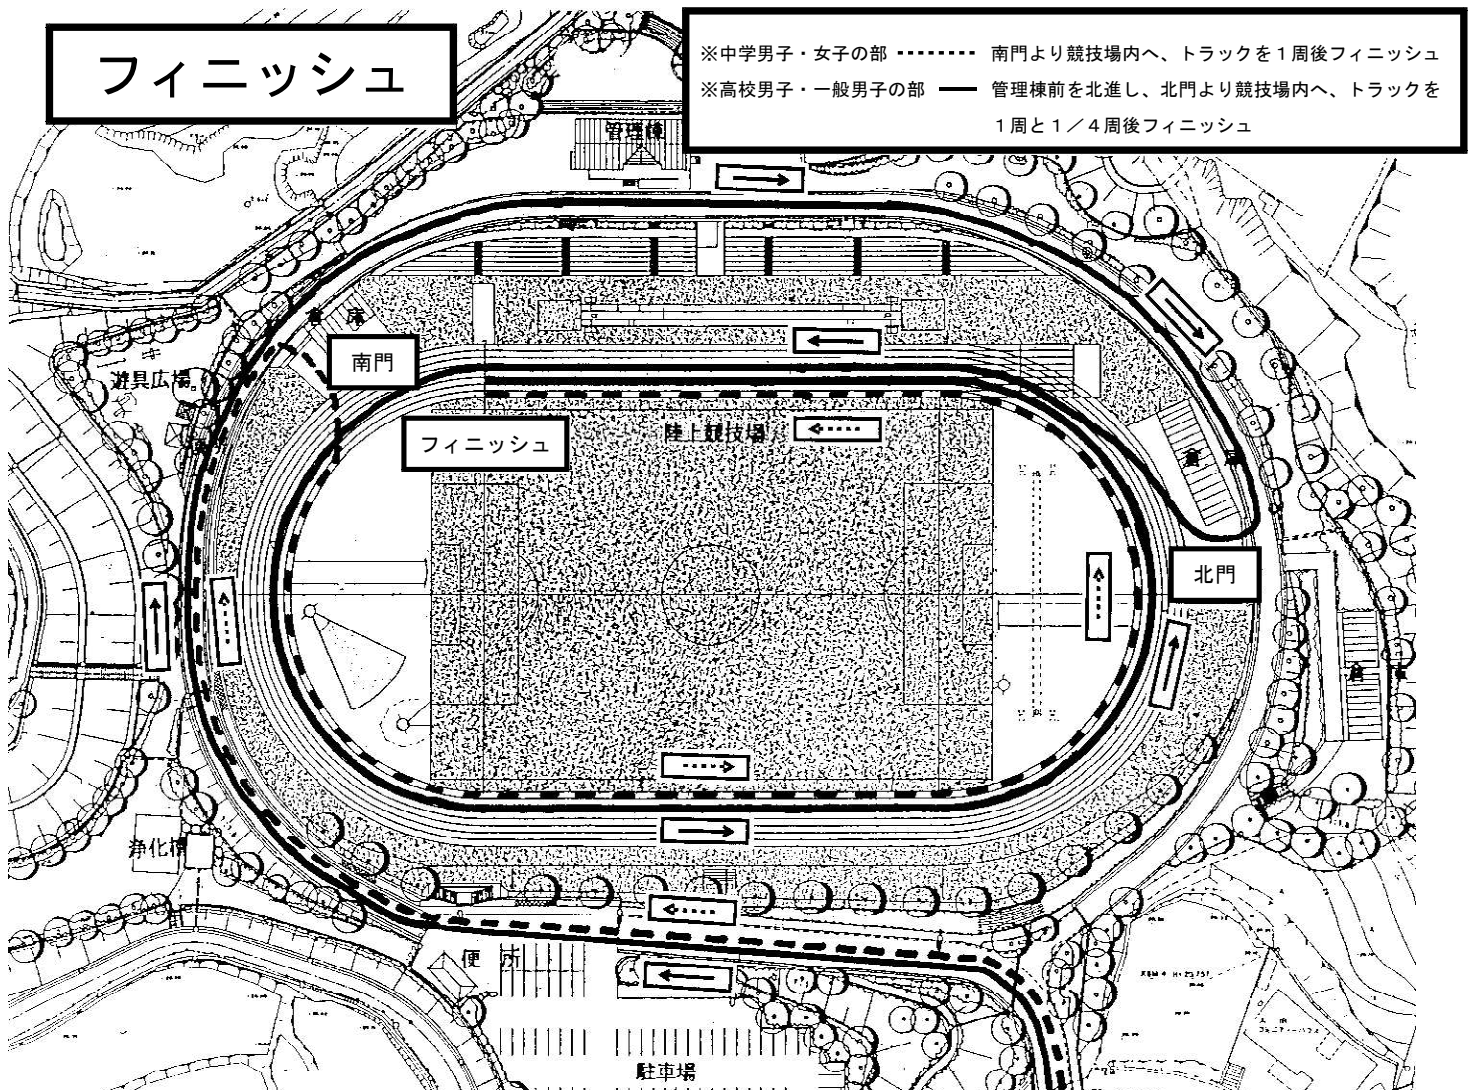 フィニッシュ
※中学男子・女子の部 ‥‥‥‥ 南門より競技場内へ、トラックを1周後フィニッシュ
※高校男子・一般男子の部 ━━ 管理棟前を北進し、北門より競技場内へ、トラックを
1周と1／4周後フィニッシュ
管理棟
倉庫
南門
遊具広場
フィニッシュ
陸上競技場
倉庫
北門
倉庫
浄化槽
便所
駐車場